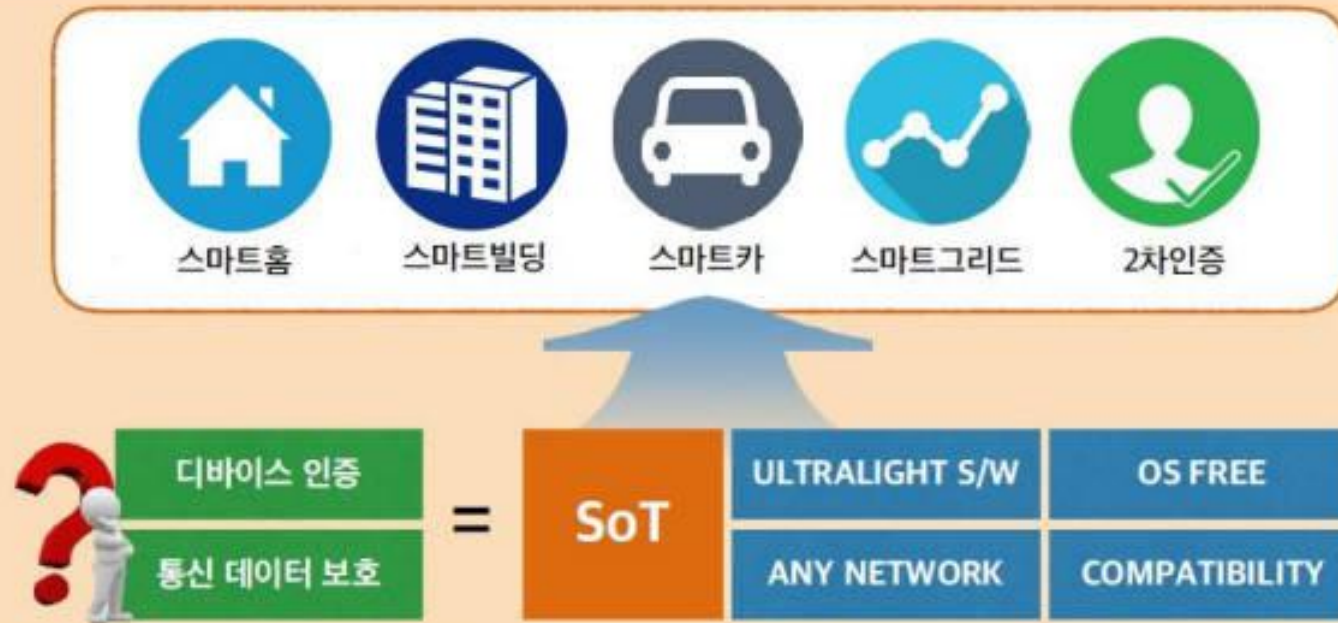 스마트홈
스마트빌딩
스마트카
스마트그리드
2차인증
디바이스 인증
통신 데이터 보호
=
SoT
ULTRALIGHT S/W
OS FREE
ANY NETWORK
COMPATIBILITY